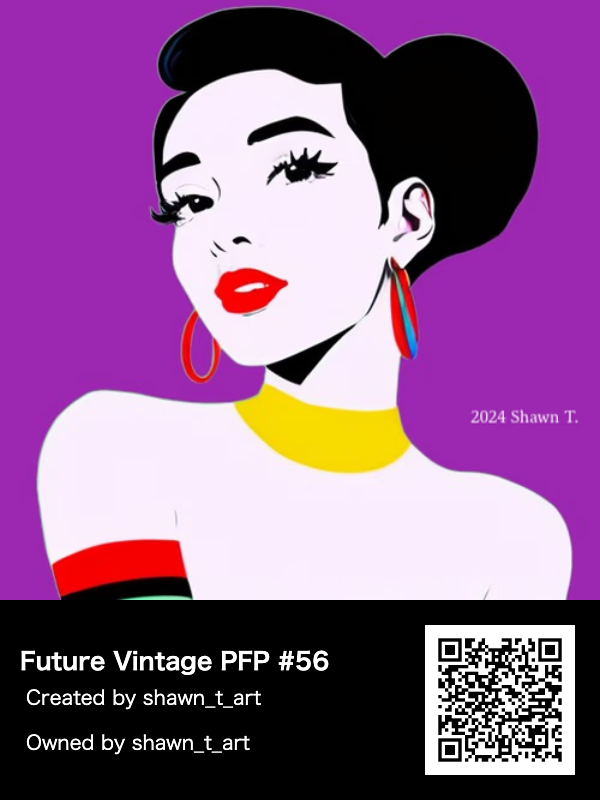 2024 Shawn T.
Future Vintage PFP #56
Created by shawn_t_art
Owned by shawn_t_art